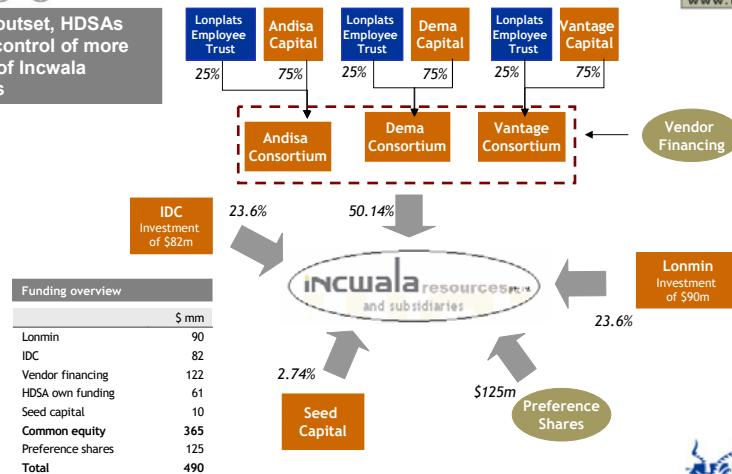 outset, HDSAs
control of more
of Incwala
Lonplats
Employee
Trust
Andisa
Capital
Lonplats
Employee
Trust
Dema
Capital
Lonplats
Employee
Trust
Vantage
Capital
25%
75%
25%
75%
25%
75%
Andisa
Consortium
Dema
Consortium
Vantage
Consortium
Vendor
Financing
IDC
Investment
of $82m
23.6%
50.14%
incwala resources
and subsidiaries
Lonmin
Investment
of $90m
23.6%
2.74%
Seed
Capital
$125m
Preference
Shares
Funding overview
$ mm
Lonmin 90
IDC 82
Vendor financing 122
HDSA own funding 61
Seed capital 10
Common equity 365
Preference shares 125
Total 490